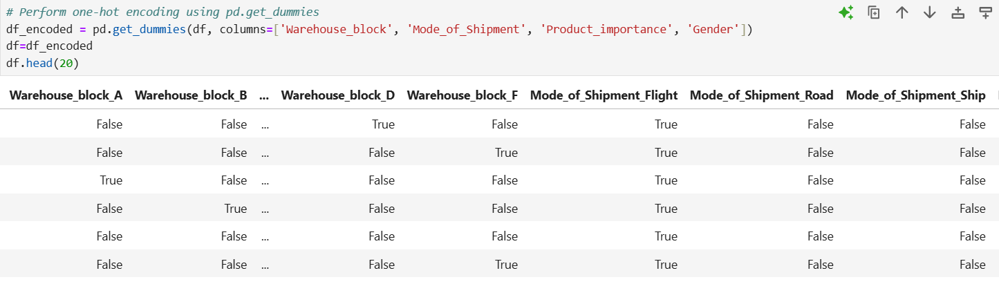 # Perform one-hot encoding using pd.get_dummies
df_encoded = pd.get_dummies(df, columns=['Warehouse_block', 'Mode_of_Shipment', 'Product_importance', 'Gender'])
df=df_encoded
df.head(20)
Warehouse_block_A Warehouse_block_B ... Warehouse_block_D Warehouse_block_F Mode_of_Shipment_Flight Mode_of_Shipment_Road Mode_of_Shipment_Ship
False False ... True False True False False
False False ... False True True False False
True False ... False False True False False
False True ... False False True False False
False False ... False False True False False
False False ... False True True False False